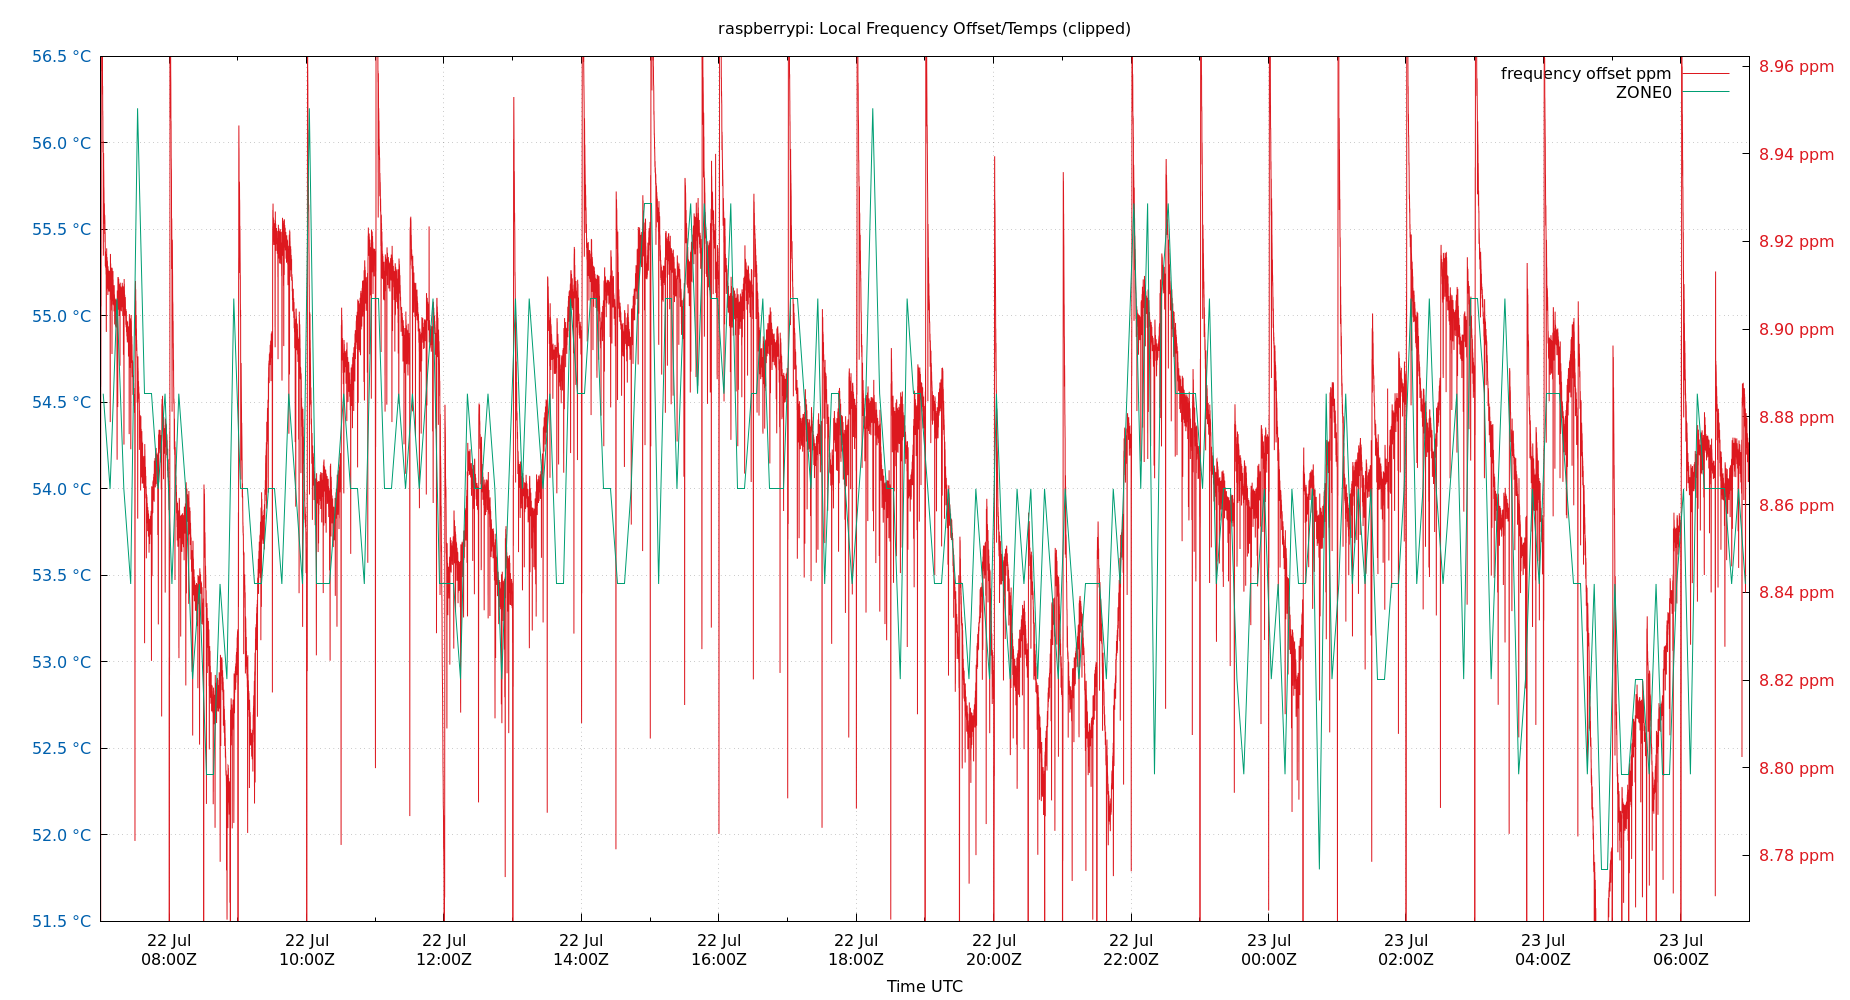 raspberrypi: Local Frequency Offset/Temps (clipped)
56.5 °C
56.0 °C
55.5 °C
55.0 °C
54.5 °C
54.0 °C
53.5 °C
53.0 °C
52.5 °C
52.0 °C
51.5 °C
frequency offset ppm
ZONE0
8.96 ppm
8.94 ppm
8.92 ppm
8.90 ppm
8.88 ppm
8.86 ppm
8.84 ppm
8.82 ppm
8.80 ppm
8.78 ppm
22 Jul 22 Jul 22 Jul 22 Jul 22 Jul 22 Jul 22 Jul 22 Jul 23 Jul 23 Jul 23 Jul 23 Jul
08:00Z 10:00Z 12:00Z 14:00Z 16:00Z 18:00Z 20:00Z 22:00Z 00:00Z 02:00Z 04:00Z 06:00Z
Time UTC